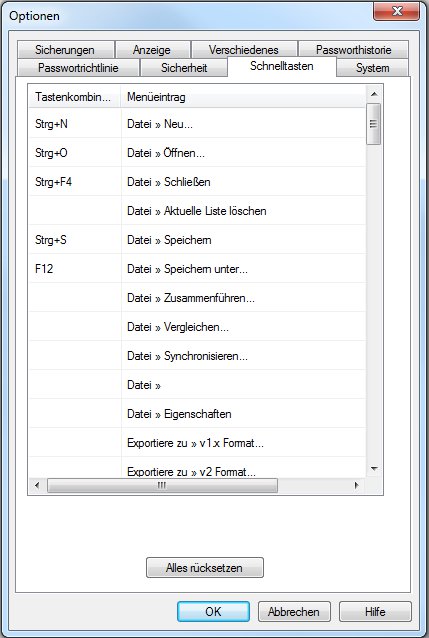 Optionen
Sicherungen Anzeige Verschiedenes Passworthistorie
Passwortrichtlinie Sicherheit Schnelltasten System
Tastenkombin... Menüeintrag
Strg+N Datei » Neu...
Strg+O Datei » Öffnen...
Strg+F4 Datei » Schließen
Datei » Aktuelle Liste löschen
Strg+S Datei » Speichern
F12 Datei » Speichern unter...
Datei » Zusammenführen...
Datei » Vergleichen...
Datei » Synchronisieren...
Datei »
Datei » Eigenschaften
Exportiere zu » v1.x Format...
Exportiere zu » v2 Format...
Alles rücksetzen
OK Abbrechen Hilfe